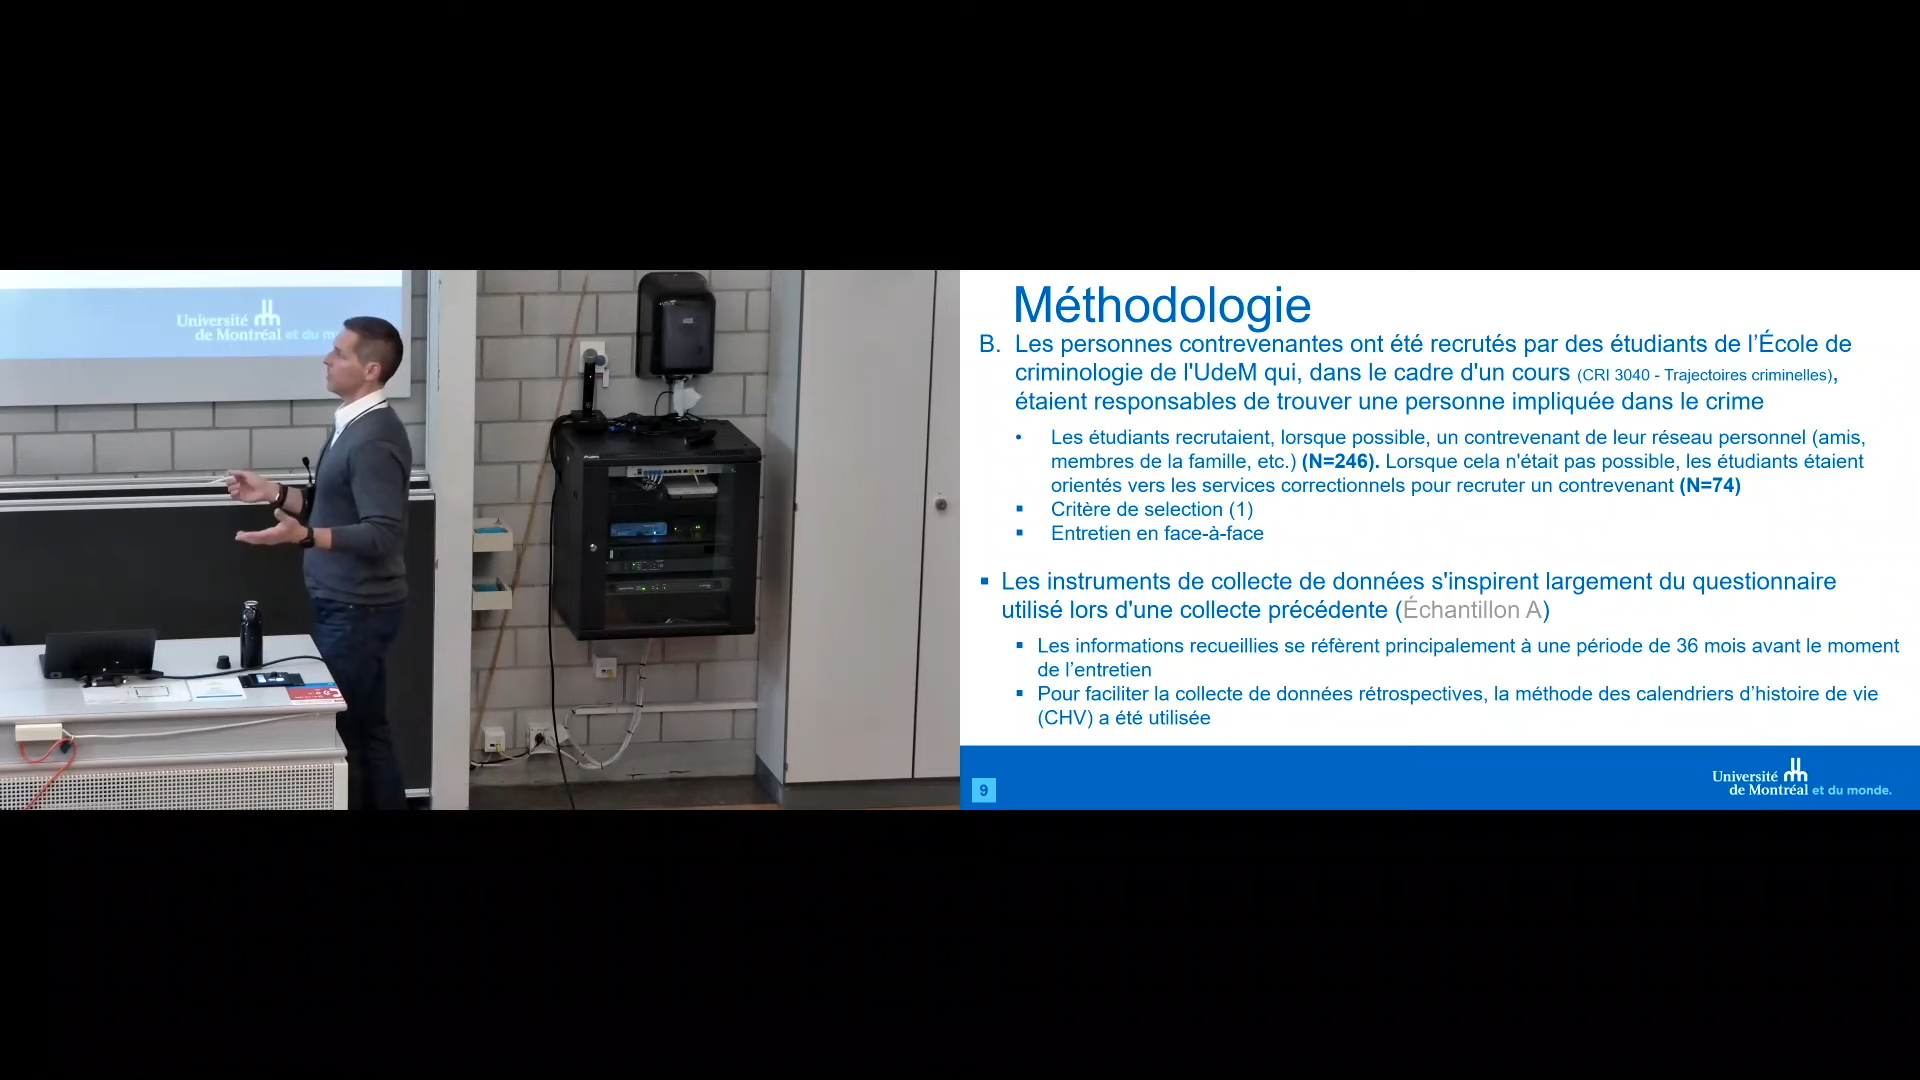 Université
de Montréal et du m
Méthodologie
B. Les personnes contrevenantes ont été recrutés par des étudiants de l’École de
criminologie de l'UdeM qui, dans le cadre d'un cours (CRI 3040 - Trajectoires criminelles),
étaient responsables de trouver une personne impliquée dans le crime
• Les étudiants recrutaient, lorsque possible, un contrevenant de leur réseau personnel (amis,
membres de la famille, etc.) (N=246). Lorsque cela n'était pas possible, les étudiants étaient
orientés vers les services correctionnels pour recruter un contrevenant (N=74)
▪ Critère de selection (1)
▪ Entretien en face-à-face
▪ Les instruments de collecte de données s'inspirent largement du questionnaire
utilisé lors d'une collecte précédente (Échantillon A)
▪ Les informations recueillies se réfèrent principalement à une période de 36 mois avant le moment
de l’entretien
▪ Pour faciliter la collecte de données rétrospectives, la méthode des calendriers d’histoire de vie
(CHV) a été utilisée
9
Université
de Montréal et du monde.